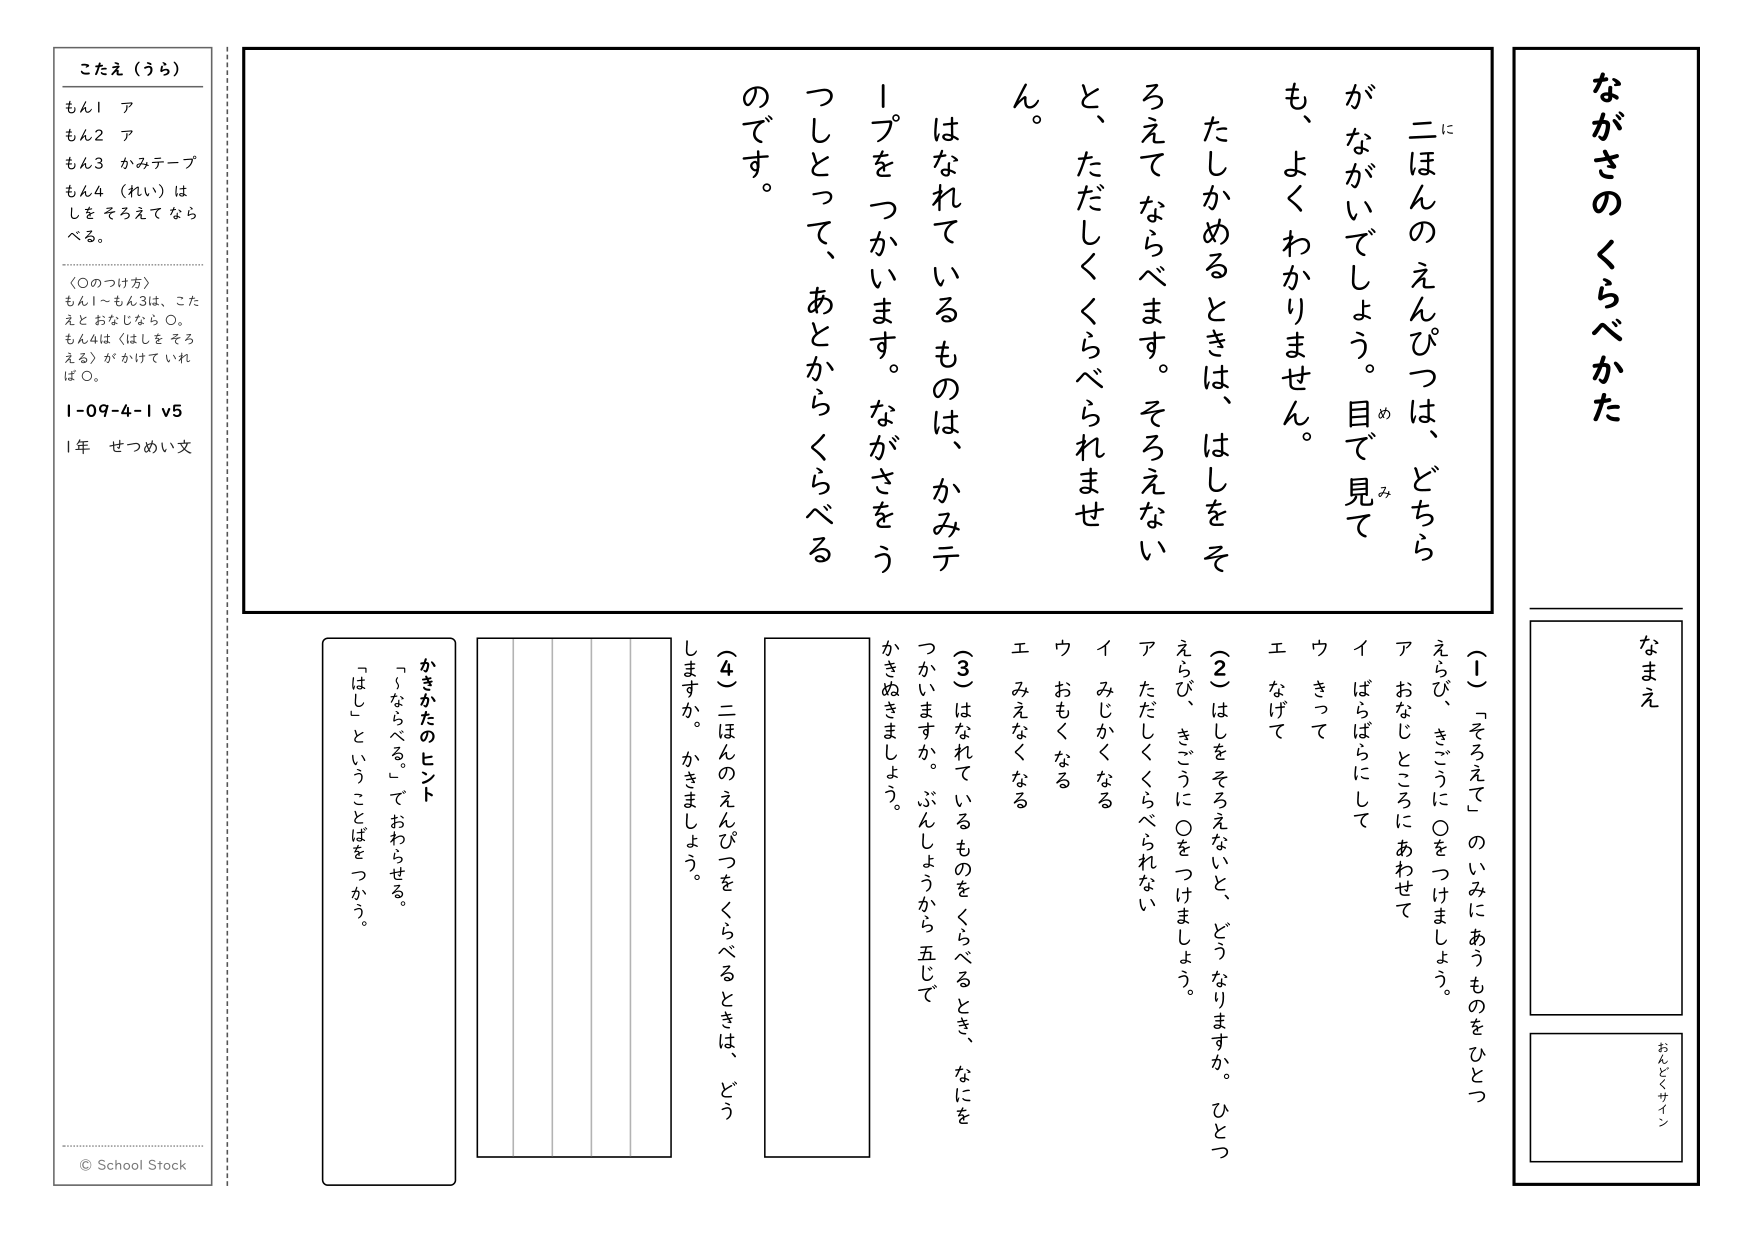 ながさの くらべかた
なまえ
おんどくサイン
二ほんの えんぴつは、どちら
に
が ながいでしょう。目で 見て
め
み
も、よく わかりません。
たしかめる ときは、はしを そ
ろえて ならべます。そろえない
と、ただしく くらべられませ
ん。
はなれて いる ものは、かみテ
ープを つかいます。ながさを う
つしとって、あとから くらべる
のです。
(1)「そろえて」の いみに あう ものを ひとつ
えらび、きごうに ○を つけましょう。
ア おなじ ところに あわせて
イ ばらばらに して
ウ きって
エ なげて
(2)はしを そろえないと、どう なりますか。ひとつ
えらび、きごうに ○を つけましょう。
ア ただしく くらべられない
イ みじかく なる
ウ おもく なる
エ みえなく なる
(3)はなれて いる ものを くらべる とき、なにを
つかいますか。ぶんしょうから 五じで
かきぬきましょう。
(4)二ほんの えんぴつを くらべる ときは、どう
しますか。かきましょう。
かきかたの ヒント
「〜ならべる。」で おわらせる。
「はし」と いう ことばを つかう。
こたえ(うら)
もん1 ア
もん2 ア
もん3 かみテープ
もん4 (れい)は
しを そろえて なら
べる。
〈○のつけ方〉
もん1〜もん3は、こた
えと おなじなら ○。
もん4は〈はしを そろ
える〉が かけて いれ
ば ○。
1-09-4-1 v5
1年 せつめい文
© School Stock